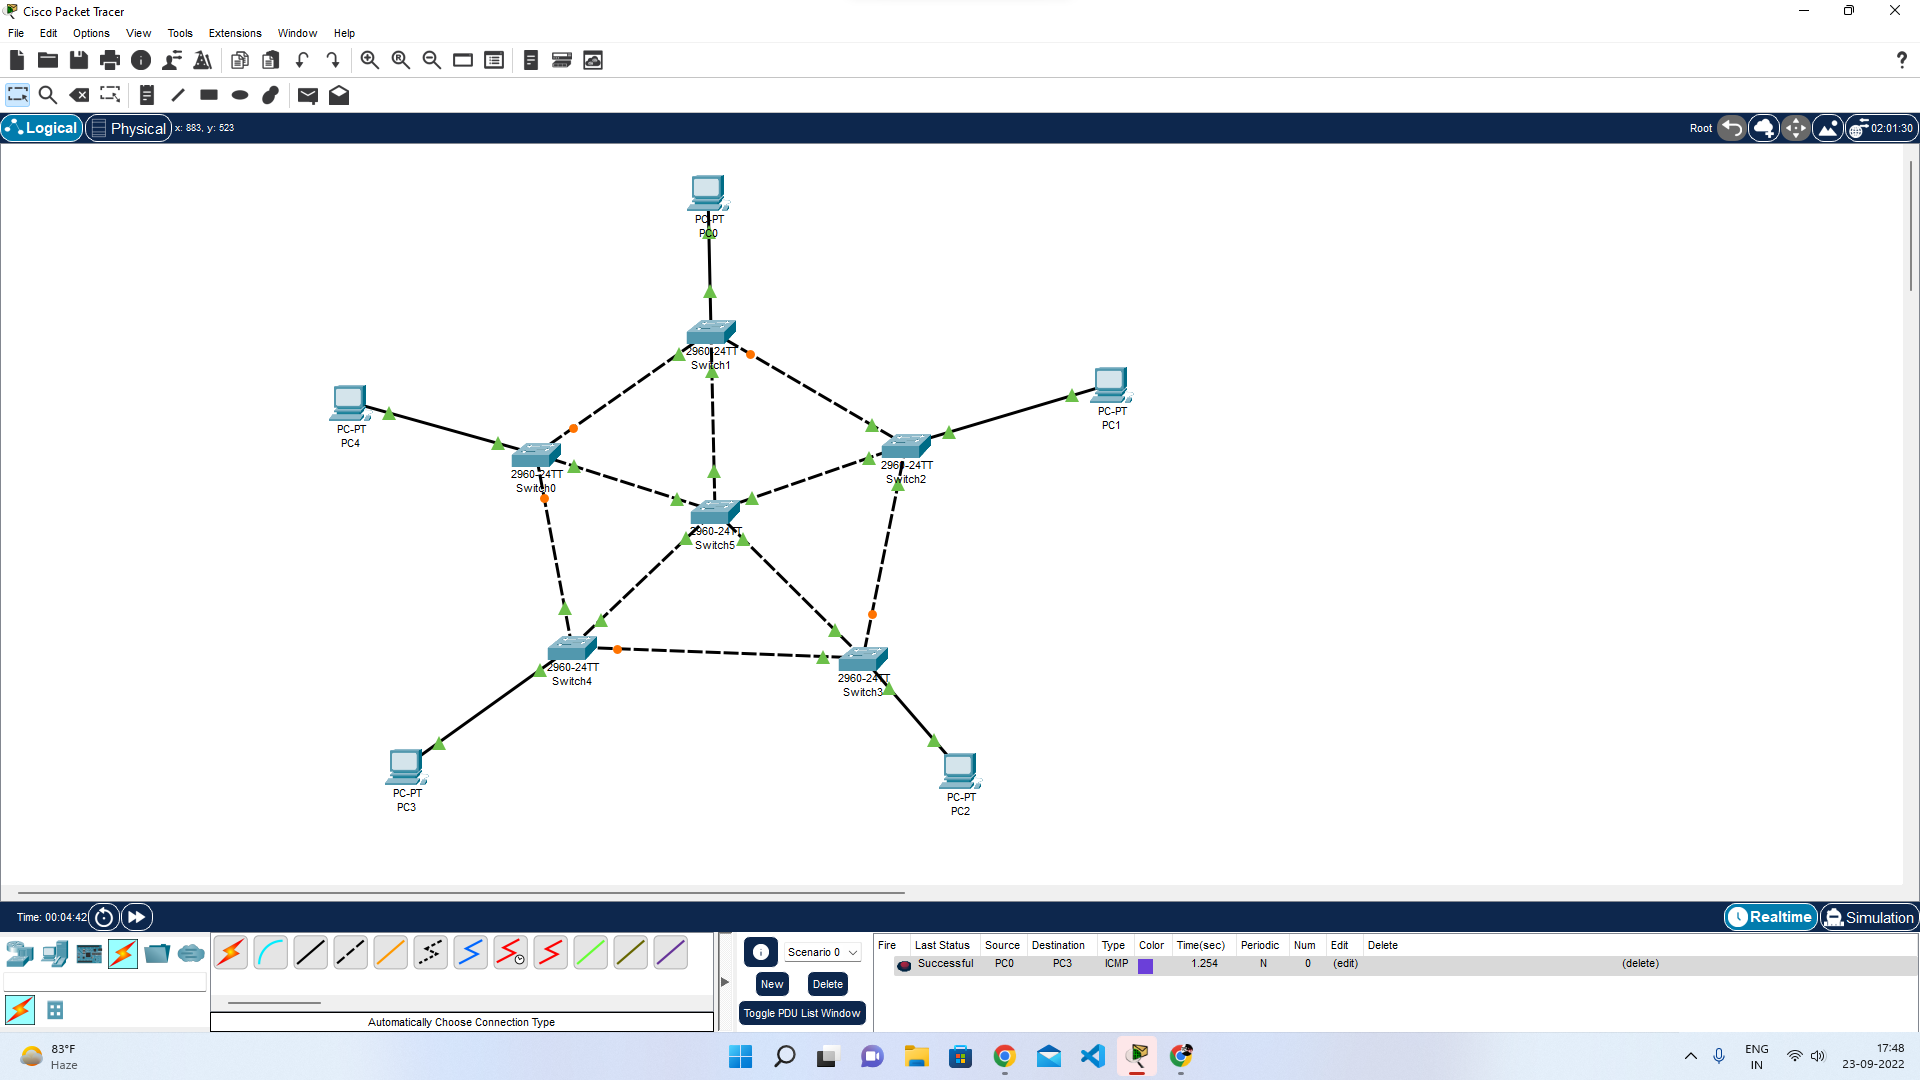 Cisco Packet Tracer
File Edit Options View Tools Extensions Window Help
?
Logical Physical x: 883, y: 523 Root 02:01:30
PC-PT
PC0
2960-24TT
Switch1
PC-PT
PC1
PC-PT
PC4
2960-24TT
Switch0
2960-24TT
Switch2
2960-24TT
Switch5
2960-24TT
Switch4
2960-24TT
Switch3
PC-PT
PC3
PC-PT
PC2
Time: 00:04:42 Realtime Simulation
Scenario 0
New Delete
Toggle PDU List Window
Automatically Choose Connection Type
Fire Last Status Source Destination Type Color Time(sec) Periodic Num Edit Delete
Successful PC0 PC3 ICMP 1.254 N 0 (edit) (delete)
83°F
Haze
ENG
IN
17:48
23-09-2022